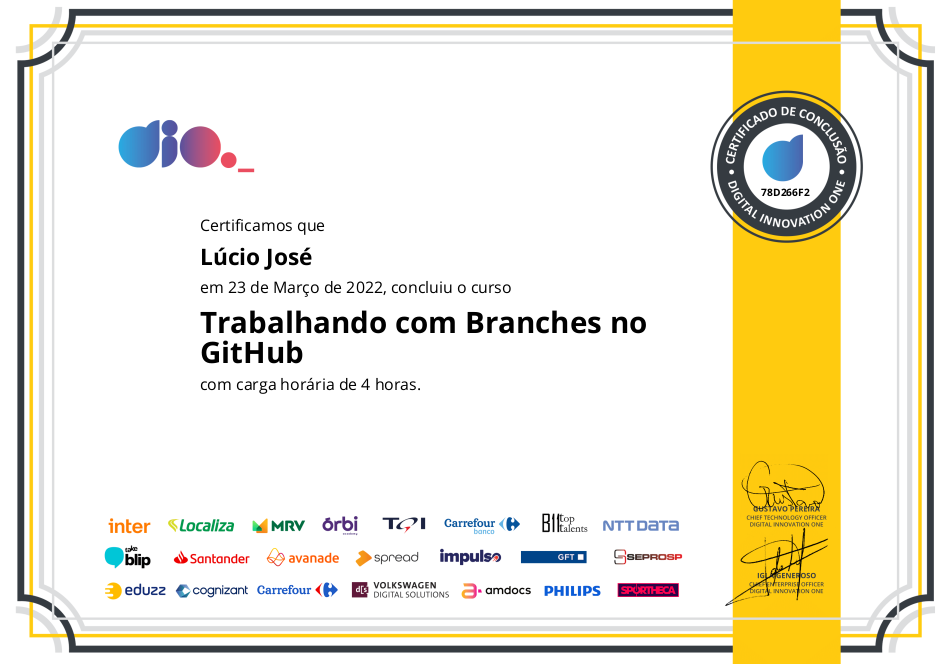 dio._
CERTIFICADO DE CONCLUSÃO
78D266F2
DIGITAL INNOVATION ONE
Certificamos que
Lúcio José
em 23 de Março de 2022, concluiu o curso
Trabalhando com Branches no
GitHub
com carga horária de 4 horas.
GUSTAVO PEREIRA
CHIEF TECHNOLOGY OFFICER
DIGITAL INNOVATION ONE
inter Localiza MRV órbi TQI Carrefour banco B11 top talents NTT DATA
take blip Santander avanade spread impulso GFT SEPROSP
eduzz cognizant Carrefour d[s] VOLKSWAGEN DIGITAL SOLUTIONS amdocs PHILIPS SPORTHECA
GENEROSO
CHIEF ENTERPRISE OFFICER
DIGITAL INNOVATION ONE